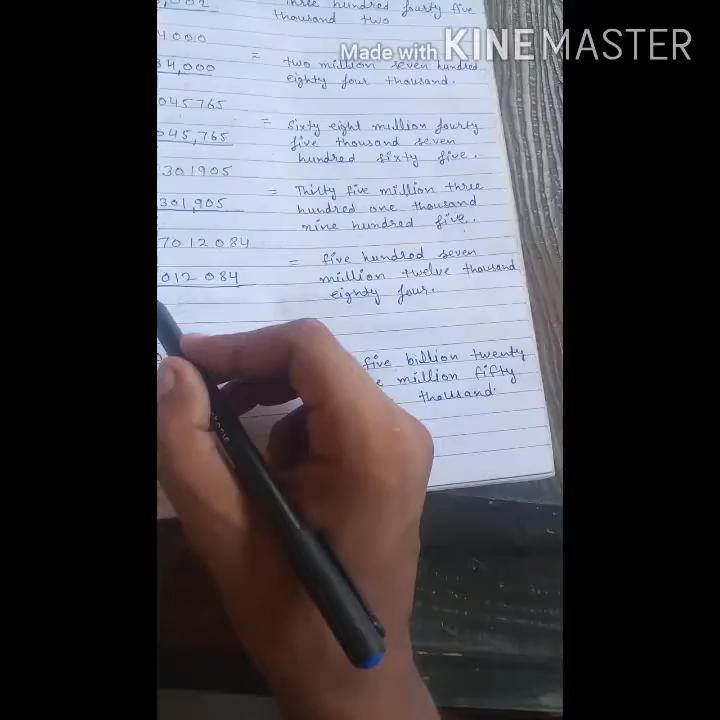 Three hundred fourty five
thousand two
Made with KINEMASTER
4000
34,000
= two million seven hundred
eighty four thousand.
045765
045,765
= Sixty eight million fourty
five thousand seven
hundred sixty five.
301905
301,905
= Thilty five million three
hundred one thousand
nine hundred five.
7012084
012 084
= five hundred seven
million twelve thousand
eighty four.
five billion twenty
million fifty
thousand.